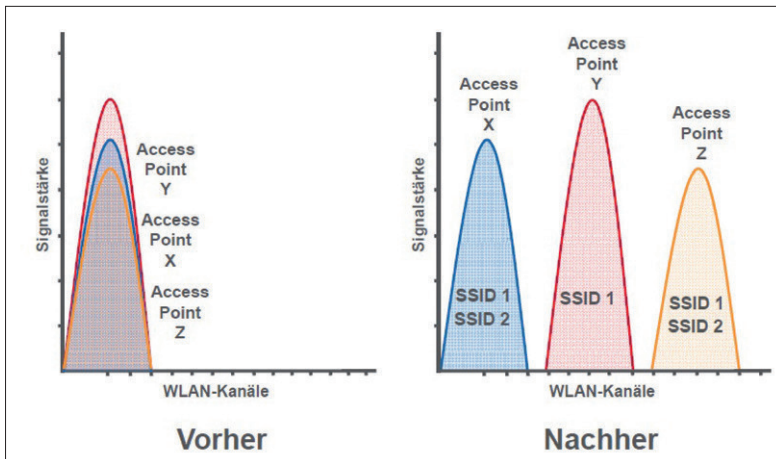 Signalstärke
Access
Point
Y
Access
Point
X
Access
Point
Z
WLAN-Kanäle
Vorher
Signalstärke
Access
Point
X
Access
Point
Y
Access
Point
Z
SSID 1
SSID 2
SSID 1
SSID 1
SSID 2
WLAN-Kanäle
Nachher